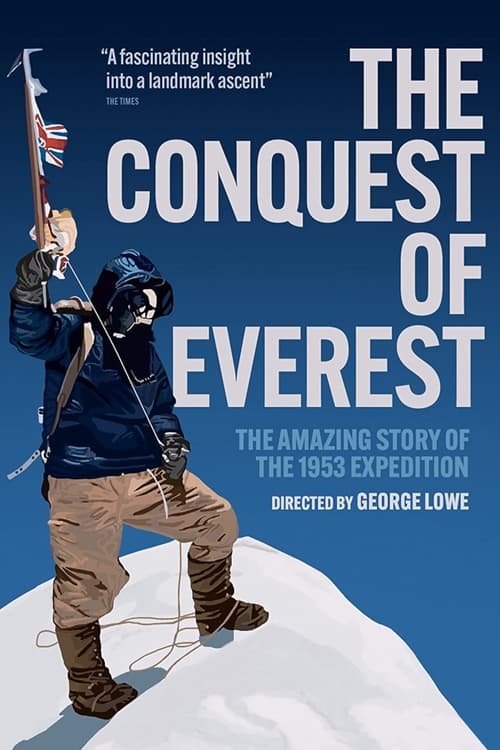 “A fascinating insight
into a landmark ascent”
THE TIMES
THE
CONQUEST
OF
EVEREST
THE AMAZING STORY OF
THE 1953 EXPEDITION
DIRECTED BY GEORGE LOWE